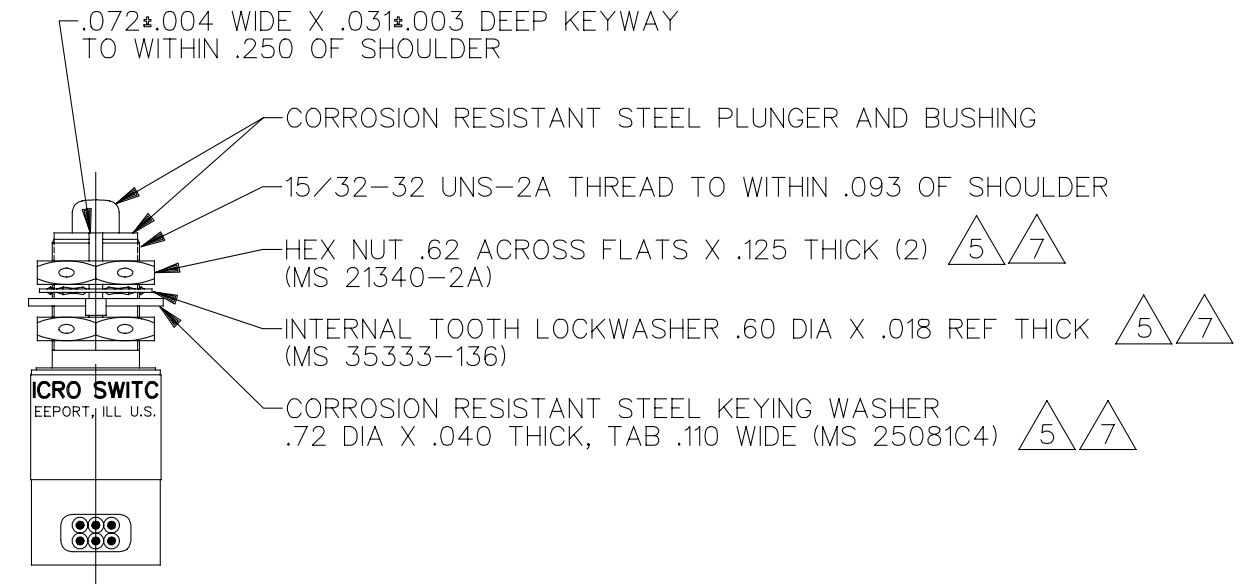 .072±.004 WIDE X .031±.003 DEEP KEYWAY
TO WITHIN .250 OF SHOULDER
CORROSION RESISTANT STEEL PLUNGER AND BUSHING
15/32-32 UNS-2A THREAD TO WITHIN .093 OF SHOULDER
HEX NUT .62 ACROSS FLATS X .125 THICK (2) 5 7
(MS 21340-2A)
INTERNAL TOOTH LOCKWASHER .60 DIA X .018 REF THICK 5 7
(MS 35333-136)
CORROSION RESISTANT STEEL KEYING WASHER
.72 DIA X .040 THICK, TAB .110 WIDE (MS 25081C4) 5 7
ICRO SWITC
EEPORT, ILL U.S.